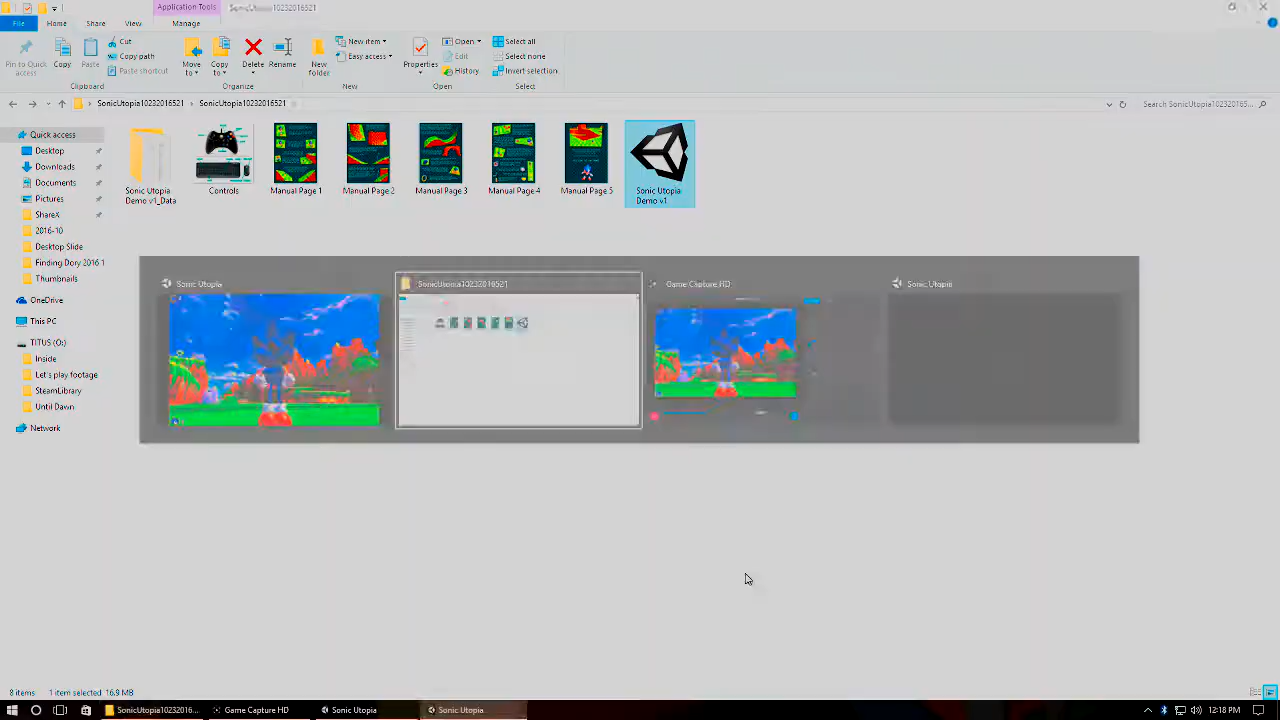 Application Tools
SonicUtopia10232016521
File
Home
Share
View
Manage
Pin to Quick access
Copy
Paste
Cut
Copy path
Paste shortcut
Clipboard
Move to
Copy to
Delete
Rename
Organize
New folder
New item
Easy access
New
Properties
Open
Edit
History
Open
Select all
Select none
Invert selection
Select
SonicUtopia10232016521
SonicUtopia10232016521
Search SonicUtopia102320165...
Quick access
Desktop
Downloads
Documents
Pictures
ShareX
2016-10
Desktop Slide
Finding Dory 2016 1
Thumbnails
OneDrive
This PC
TITUS (O:)
Inside
Let's play footage
SteamLibrary
Until Dawn
Network
Sonic Utopia
Demo v1_Data
Controls
Manual Page 1
Manual Page 2
Manual Page 3
Manual Page 4
Manual Page 5
Sonic Utopia
Demo v1
Sonic Utopia
SonicUtopia10232016521
Game Capture HD
Sonic Utopia
8 items
1 item selected
16.9 MB
SonicUtopia10232016...
Game Capture HD
Sonic Utopia
Sonic Utopia
12:18 PM